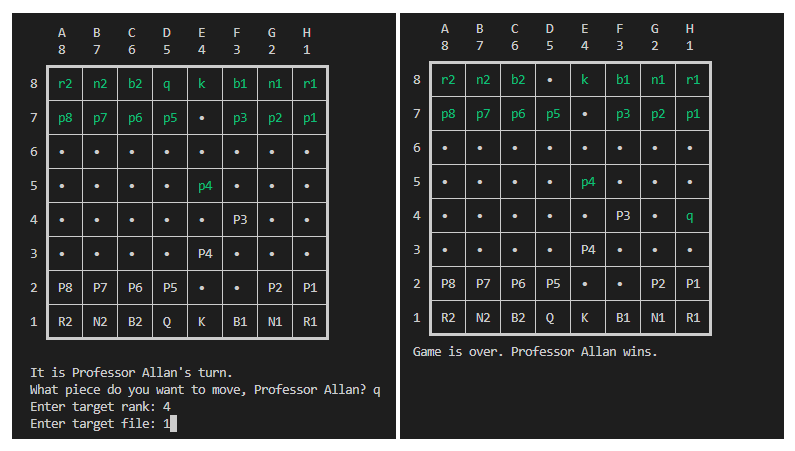 A B C D E F G H
8 7 6 5 4 3 2 1
8 r2 n2 b2 q k b1 n1 r1
7 p8 p7 p6 p5 • p3 p2 p1
6 • • • • • • • •
5 • • • • p4 • • •
4 • • • • • P3 • •
3 • • • • P4 • • •
2 P8 P7 P6 P5 • • P2 P1
1 R2 N2 B2 Q K B1 N1 R1
It is Professor Allan's turn.
What piece do you want to move, Professor Allan? q
Enter target rank: 4
Enter target file: 1
A B C D E F G H
8 7 6 5 4 3 2 1
8 r2 n2 b2 • k b1 n1 r1
7 p8 p7 p6 p5 • p3 p2 p1
6 • • • • • • • •
5 • • • • p4 • • •
4 • • • • • P3 • q
3 • • • • P4 • • •
2 P8 P7 P6 P5 • • P2 P1
1 R2 N2 B2 Q K B1 N1 R1
Game is over. Professor Allan wins.